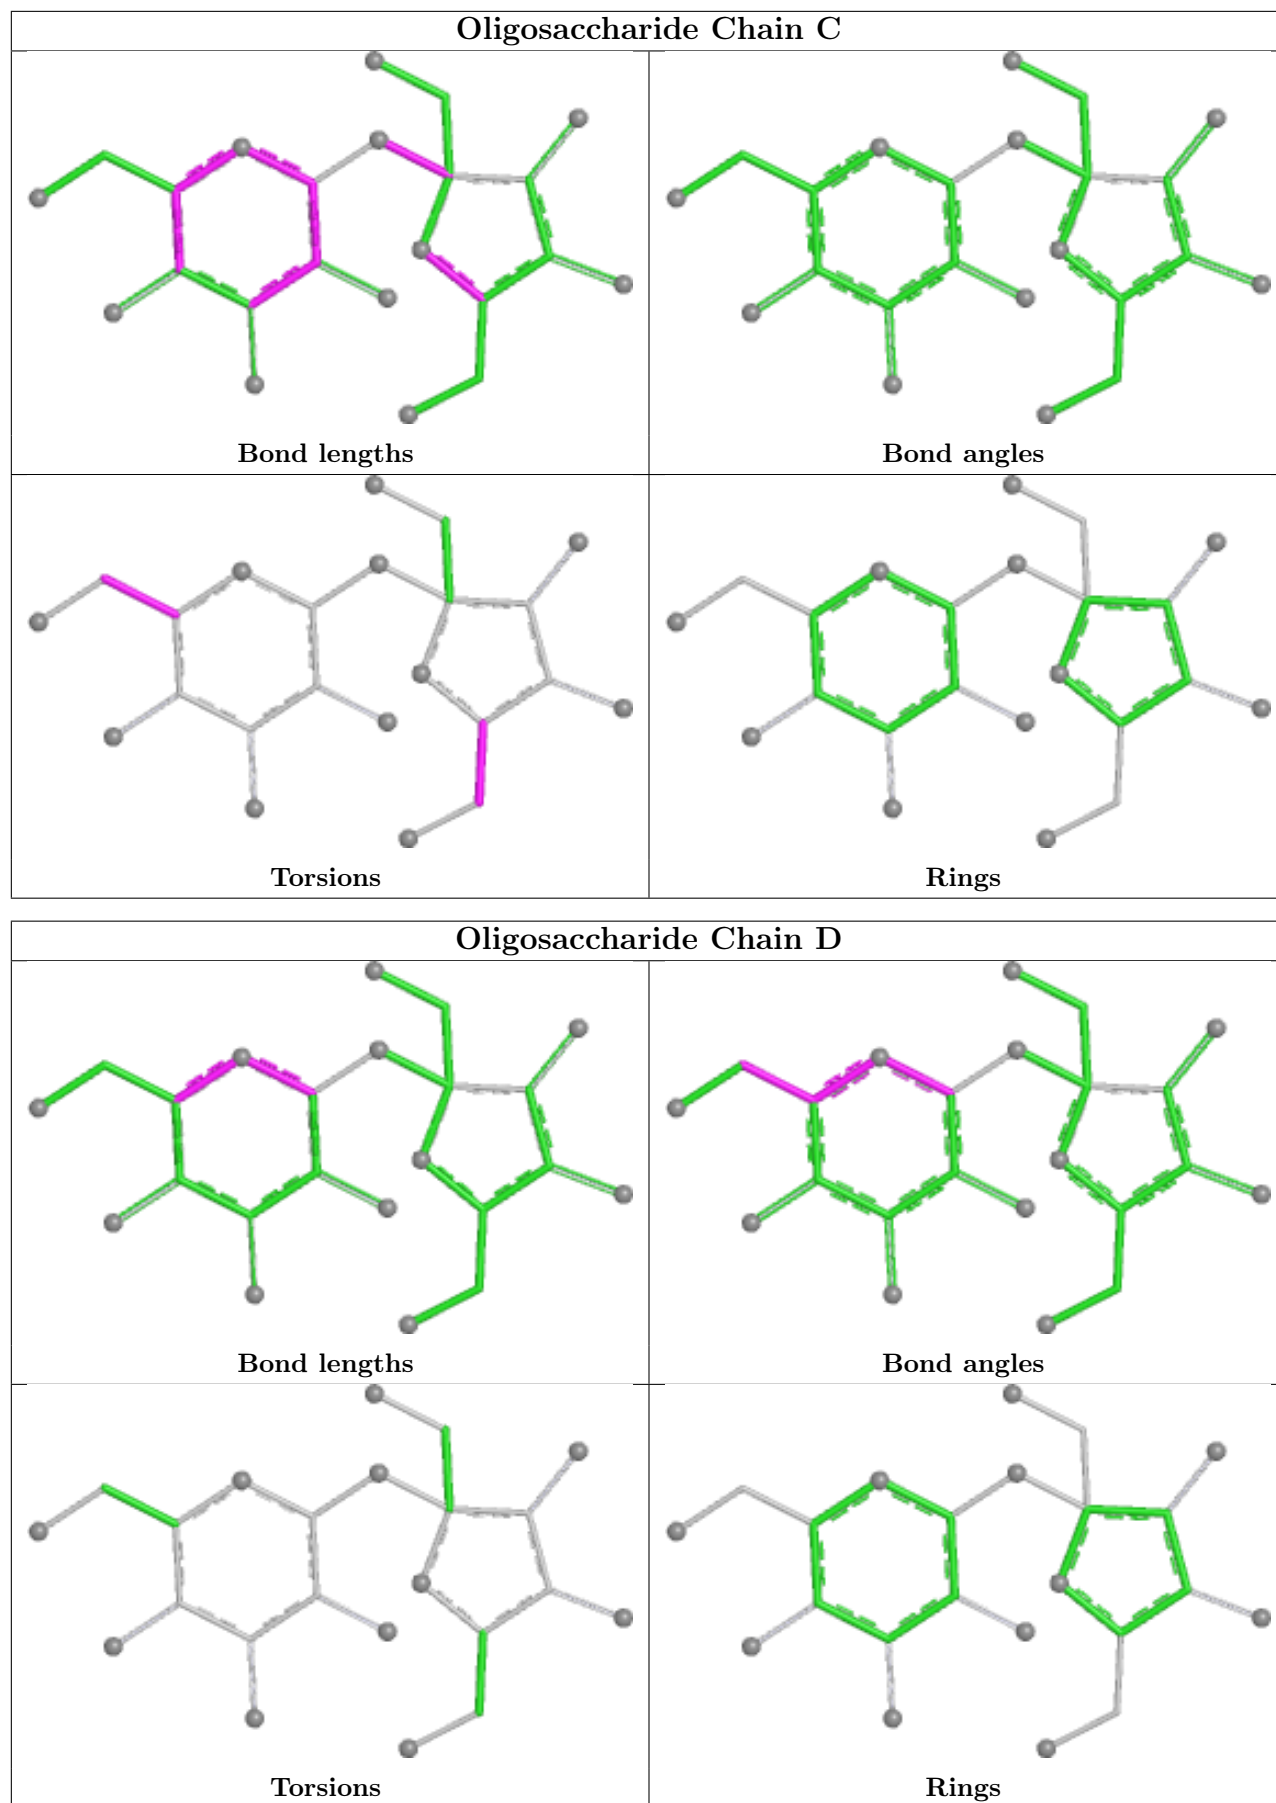 Oligosaccharide Chain C
Bond lengths
Bond angles
Torsions
Rings
Oligosaccharide Chain D
Bond lengths
Bond angles
Torsions
Rings